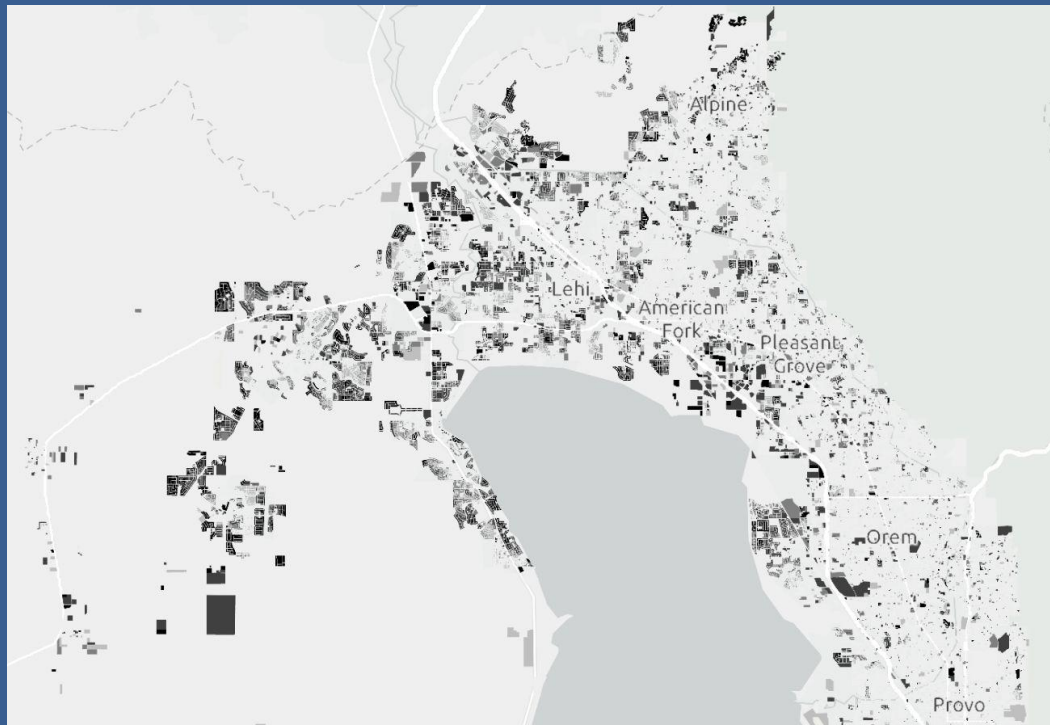 Alpine
Lehi
American
Fork
Pleasant
Grove
Orem
Provo